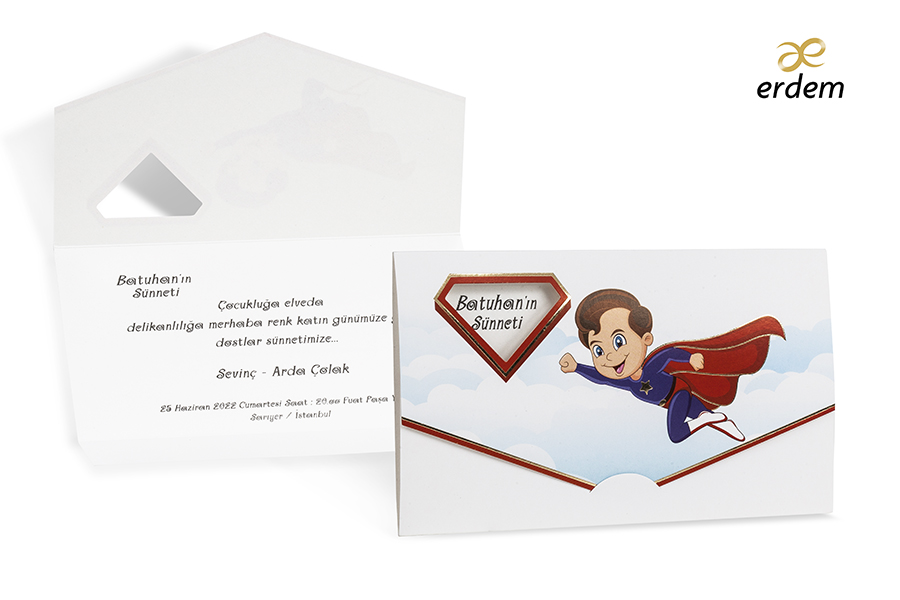 erdem
Batuhan'ın
Sünneti
Çocukluğa elveda
delikanlılığa merhaba renk katın günümüze
dostlar sünnetimize...
Sevinç - Arda Çolak
25 Haziran 2022 Cumartesi Saat : 20.00 Fuat Paşa
Sarıyer / İstanbul
Batuhan'ın
Sünneti